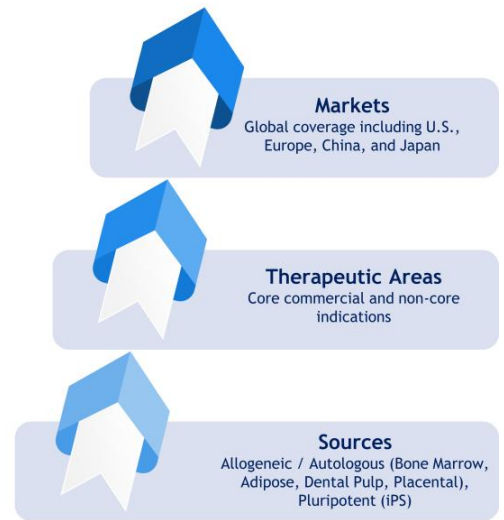 Markets
Global coverage including U.S.,
Europe, China, and Japan
Therapeutic Areas
Core commercial and non-core
indications
Sources
Allogeneic / Autologous (Bone Marrow,
Adipose, Dental Pulp, Placental),
Pluripotent (iPS)